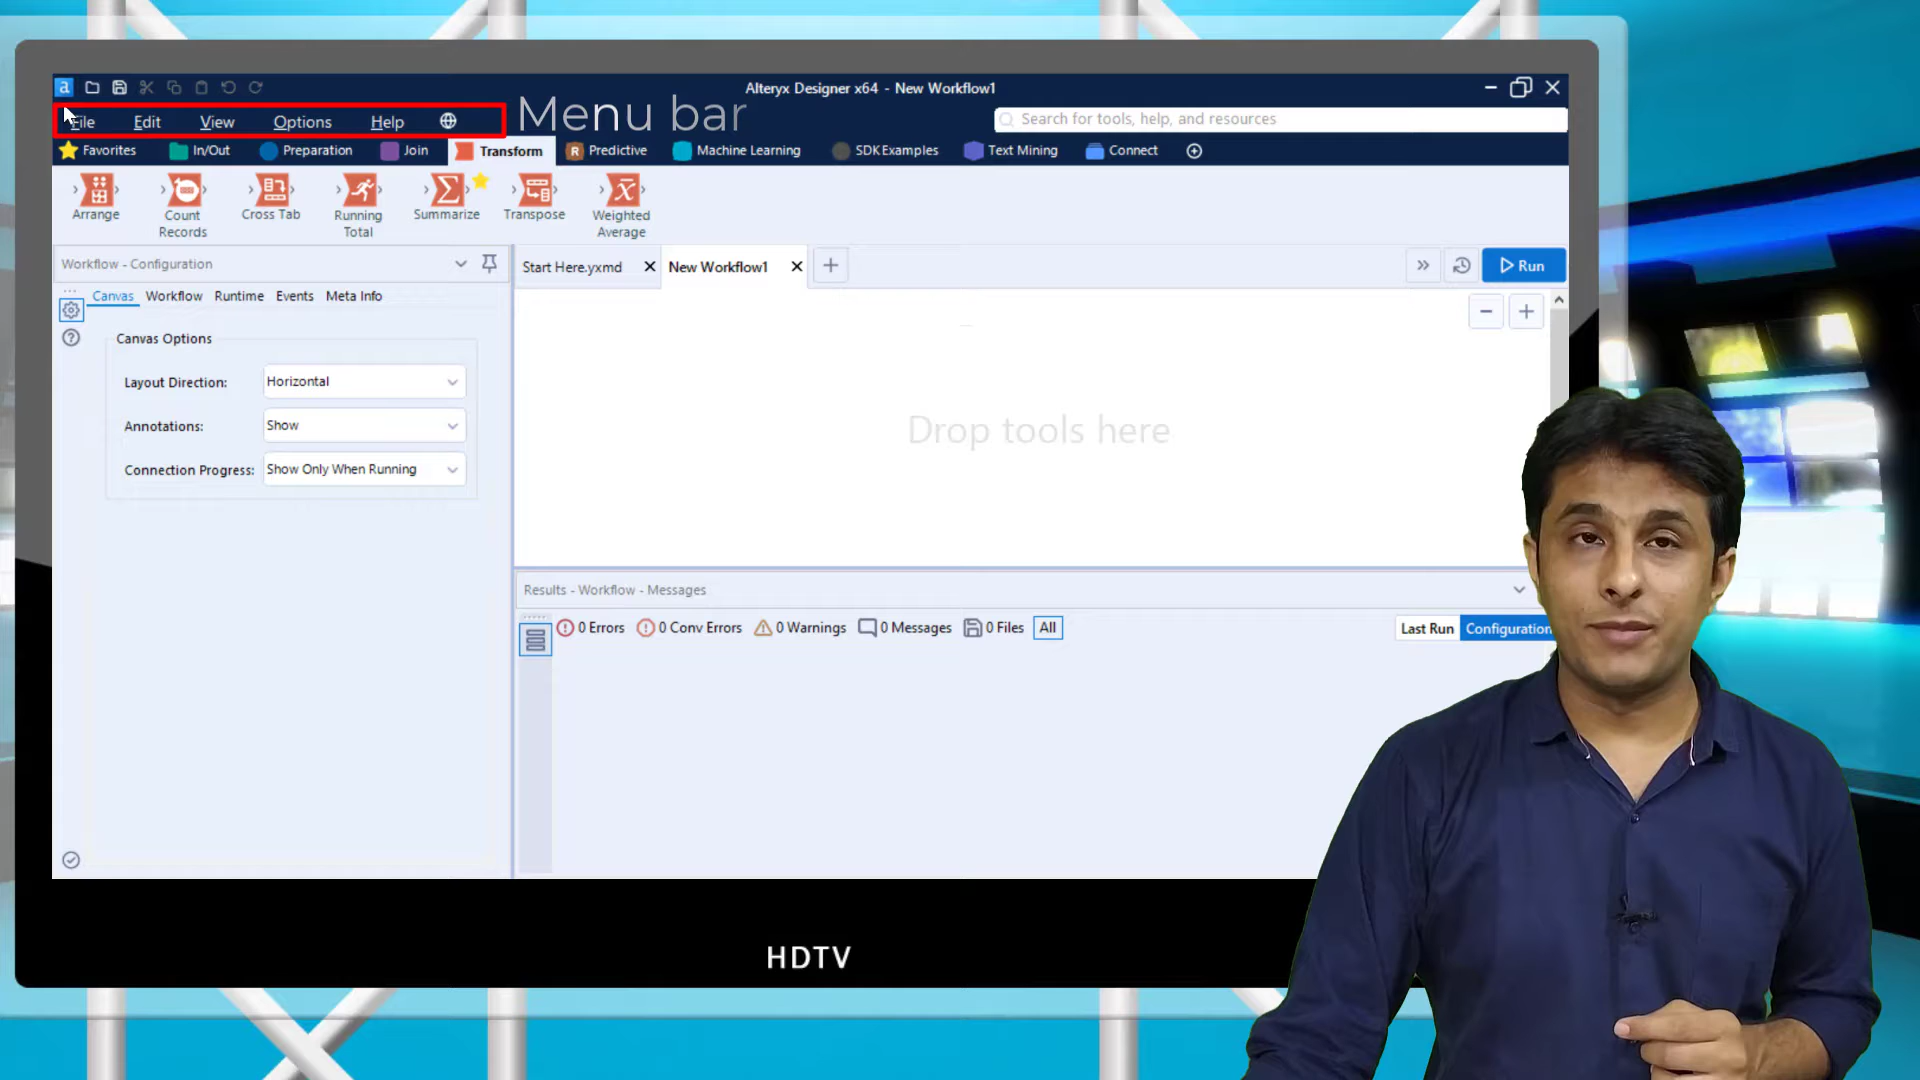 a
Alteryx Designer x64 - New Workflow1
File Edit View Options Help
Menu bar
Search for tools, help, and resources
Favorites In/Out Preparation Join Transform R Predictive Machine Learning SDK Examples Text Mining Connect
Arrange Count Records Cross Tab Running Total Summarize Transpose Weighted Average
Workflow - Configuration
Start Here.yxmd New Workflow1
Run
Canvas Workflow Runtime Events Meta Info
Canvas Options
Layout Direction: Horizontal
Annotations: Show
Connection Progress: Show Only When Running
Drop tools here
Results - Workflow - Messages
0 Errors 0 Conv Errors 0 Warnings 0 Messages 0 Files All
Last Run Configuration
HDTV